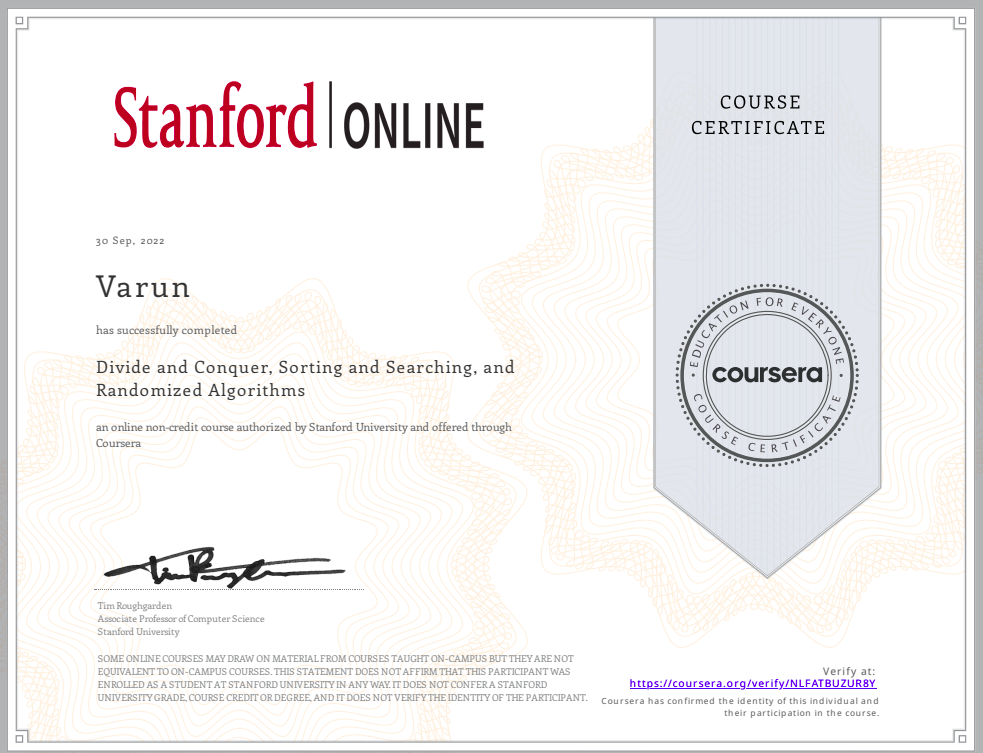 Stanford | ONLINE
COURSE
CERTIFICATE
30 Sep, 2022
Varun
has successfully completed
Divide and Conquer, Sorting and Searching, and
Randomized Algorithms
an online non-credit course authorized by Stanford University and offered through
Coursera
EDUCATION FOR EVERYONE
coursera
COURSE CERTIFICATE
Tim Roughgarden
Associate Professor of Computer Science
Stanford University
SOME ONLINE COURSES MAY DRAW ON MATERIAL FROM COURSES TAUGHT ON-CAMPUS BUT THEY ARE NOT
EQUIVALENT TO ON-CAMPUS COURSES. THIS STATEMENT DOES NOT AFFIRM THAT THIS PARTICIPANT WAS
ENROLLED AS A STUDENT AT STANFORD UNIVERSITY IN ANY WAY. IT DOES NOT CONFER A STANFORD
UNIVERSITY GRADE, COURSE CREDIT OR DEGREE, AND IT DOES NOT VERIFY THE IDENTITY OF THE PARTICIPANT.
Verify at:
https://coursera.org/verify/NLFATBUZUR8Y
Coursera has confirmed the identity of this individual and
their participation in the course.